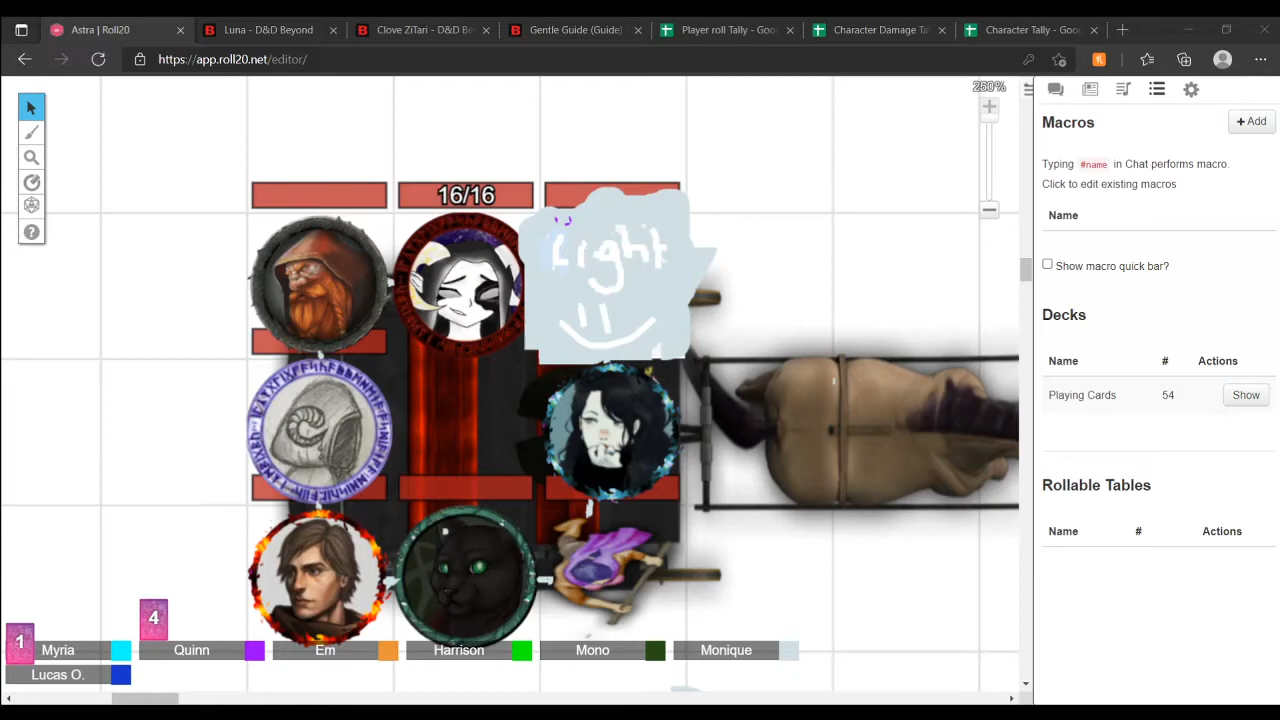 Astra | Roll20
Luna - D&D Beyond
Clove ZiTari - D&D Be
Gentle Guide (Guide)
Player roll Tally - Goo
Character Damage Ta
Character Tally - Goo
https://app.roll20.net/editor/
250%
Macros
+ Add
Typing #name in Chat performs macro.
Click to edit existing macros
Name
Show macro quick bar?
Decks
Name # Actions
Playing Cards 54 Show
Rollable Tables
Name # Actions
16/16
Light
1
4
Myria
Quinn
Em
Harrison
Mono
Monique
Lucas O.